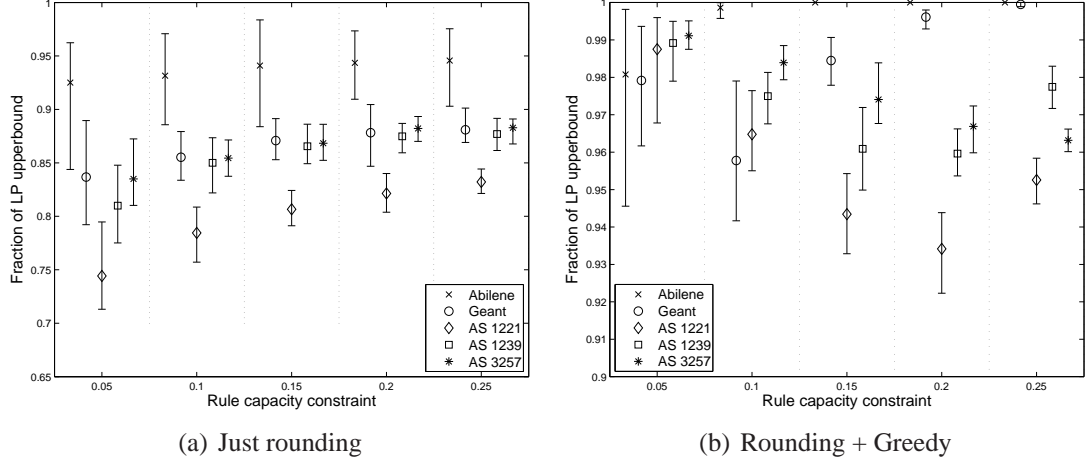 1
0.95
0.9
0.85
0.8
0.75
0.7
0.65
Fraction of LP upperbound
0.05 0.1 0.15 0.2 0.25
Rule capacity constraint
Abilene
Geant
AS 1221
AS 1239
AS 3257
(a) Just rounding
1
0.99
0.98
0.97
0.96
0.95
0.94
0.93
0.92
0.91
0.9
Fraction of LP upperbound
0.05 0.1 0.15 0.2 0.25
Rule capacity constraint
Abilene
Geant
AS 1221
AS 1239
AS 3257
(b) Rounding + Greedy